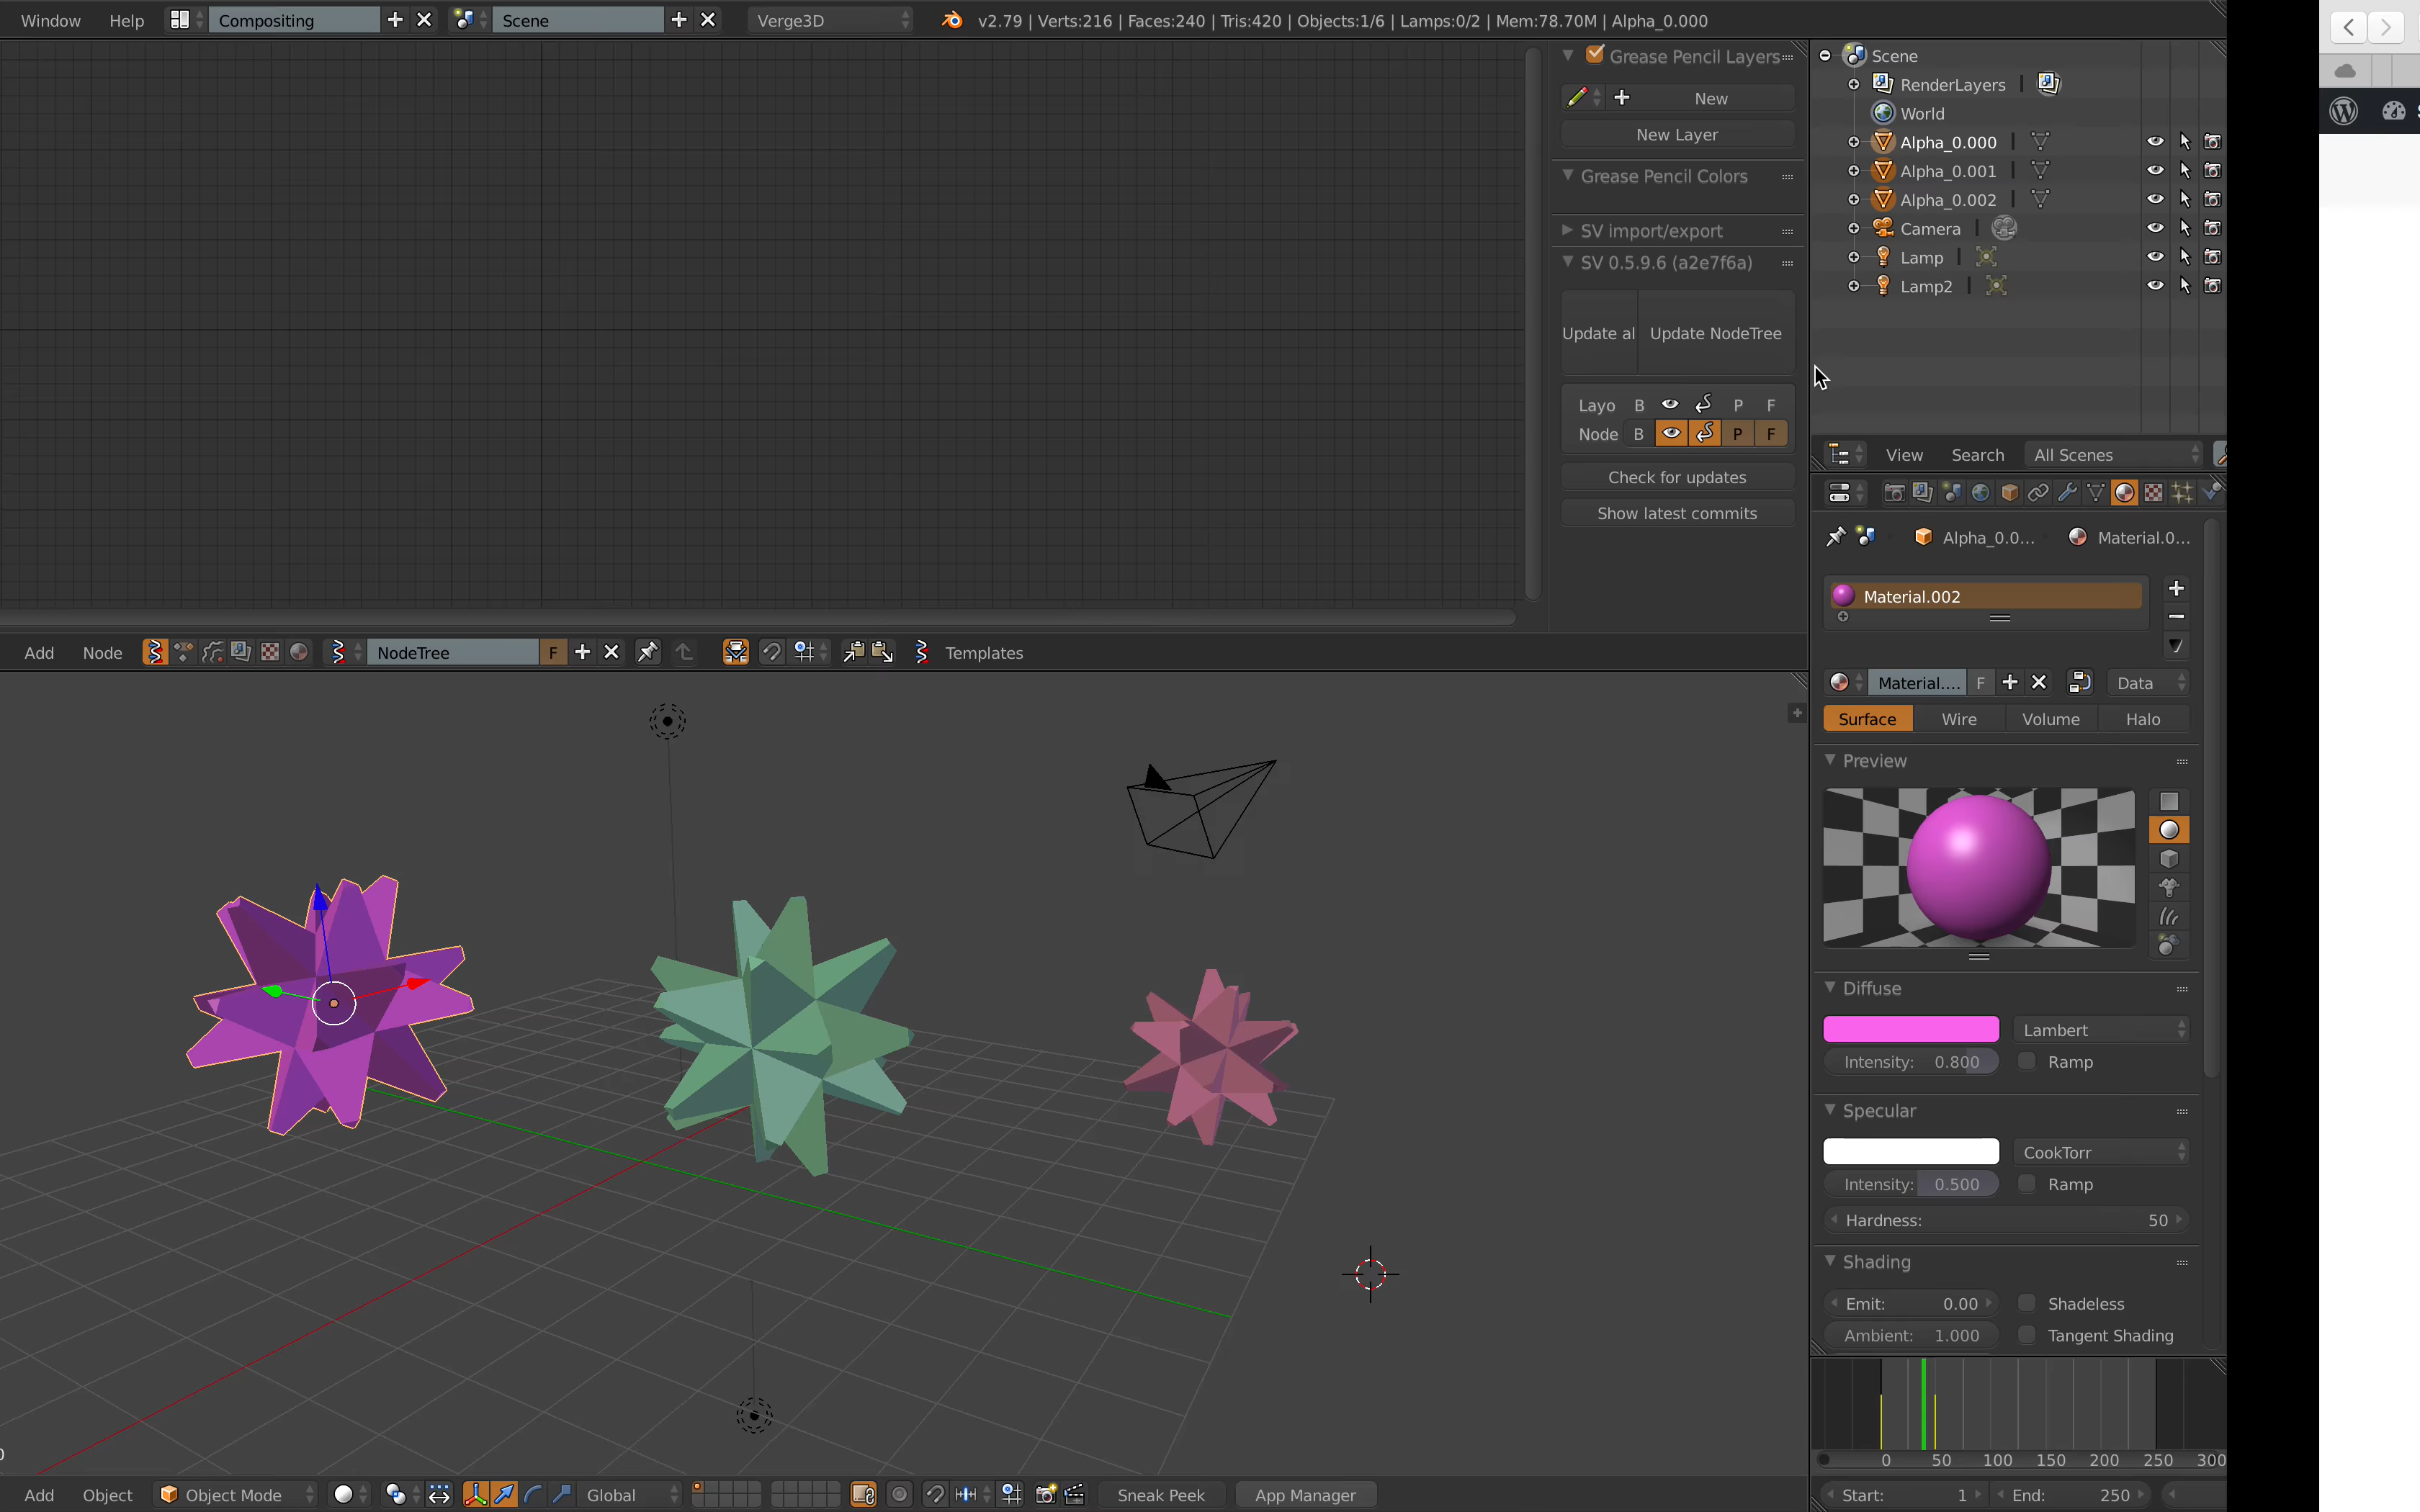 Window Help Compositing Scene Verge3D v2.79 | Verts:216 | Faces:240 | Tris:420 | Objects:1/6 | Lamps:0/2 | Mem:78.70M | Alpha_0.000
Grease Pencil Layers
New
New Layer
Grease Pencil Colors
SV import/export
SV 0.5.9.6 (a2e7f6a)
Update al Update NodeTree
Layo B P F
Node B P F
Check for updates
Show latest commits
Scene
RenderLayers |
World
Alpha_0.000 |
Alpha_0.001 |
Alpha_0.002 |
Camera |
Lamp |
Lamp2 |
View Search All Scenes
Alpha_0.0... Material.0...
Material.002
Material.... F Data
Surface Wire Volume Halo
Preview
Diffuse
Lambert
Intensity: 0.800 Ramp
Specular
CookTorr
Intensity: 0.500 Ramp
Hardness: 50
Shading
Emit: 0.00 Shadeless
Ambient: 1.000 Tangent Shading
0 50 100 150 200 250 300
Start: 1 End: 250
Add Node NodeTree F Templates
Add Object Object Mode Global Sneak Peek App Manager